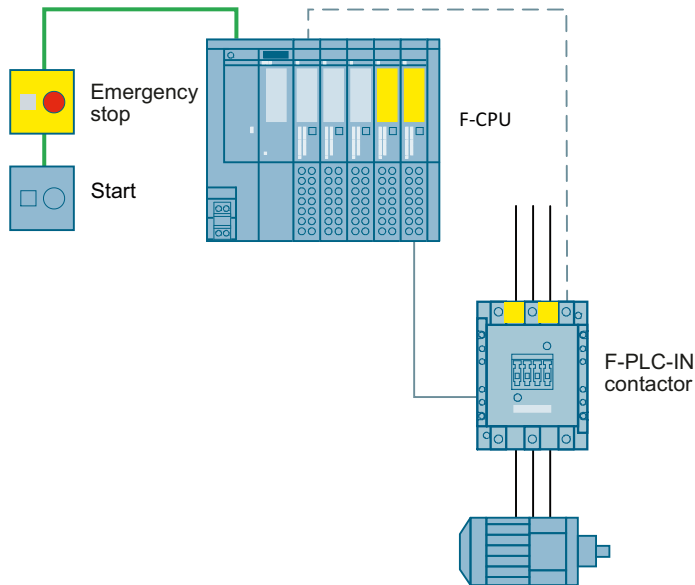 Emergency
stop
F-CPU
Start
F-PLC-IN
contactor